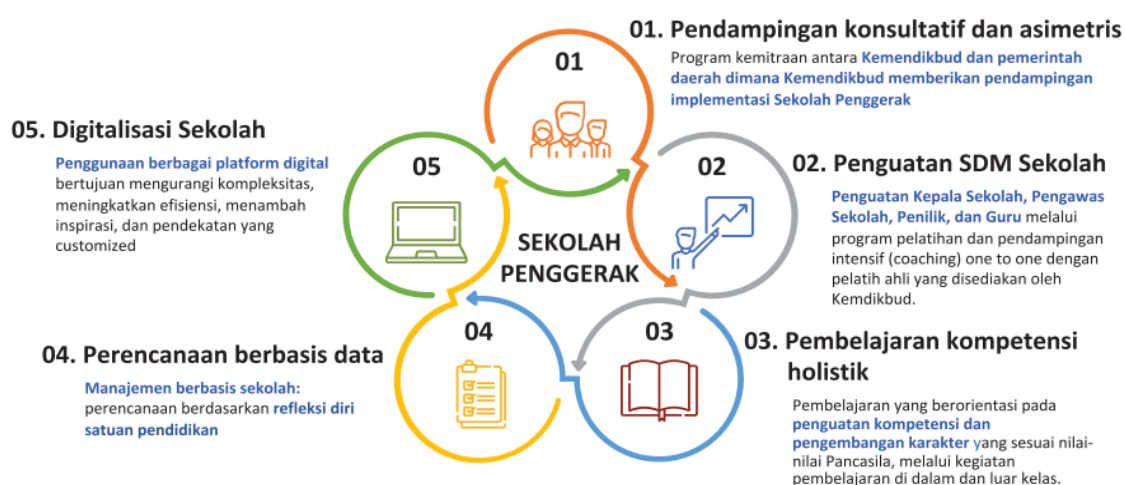 01. Pendampingan konsultatif dan asimetris
Program kemitraan antara Kemendikbud dan pemerintah
daerah dimana Kemendikbud memberikan pendampingan
implementasi Sekolah Penggerak
01
05. Digitalisasi Sekolah
Penggunaan berbagai platform digital
bertujuan mengurangi kompleksitas,
meningkatkan efisiensi, menambah
inspirasi, dan pendekatan yang
customized
05
02
02. Penguatan SDM Sekolah
Penguatan Kepala Sekolah, Pengawas
Sekolah, Penilik, dan Guru melalui
program pelatihan dan pendampingan
intensif (coaching) one to one dengan
pelatih ahli yang disediakan oleh
Kemdikbud.
SEKOLAH
PENGGERAK
04
03
04. Perencanaan berbasis data
Manajemen berbasis sekolah:
perencanaan berdasarkan refleksi diri
satuan pendidikan
03. Pembelajaran kompetensi
holistik
Pembelajaran yang berorientasi pada
penguatan kompetensi dan
pengembangan karakter yang sesuai nilai-
nilai Pancasila, melalui kegiatan
pembelajaran di dalam dan luar kelas.